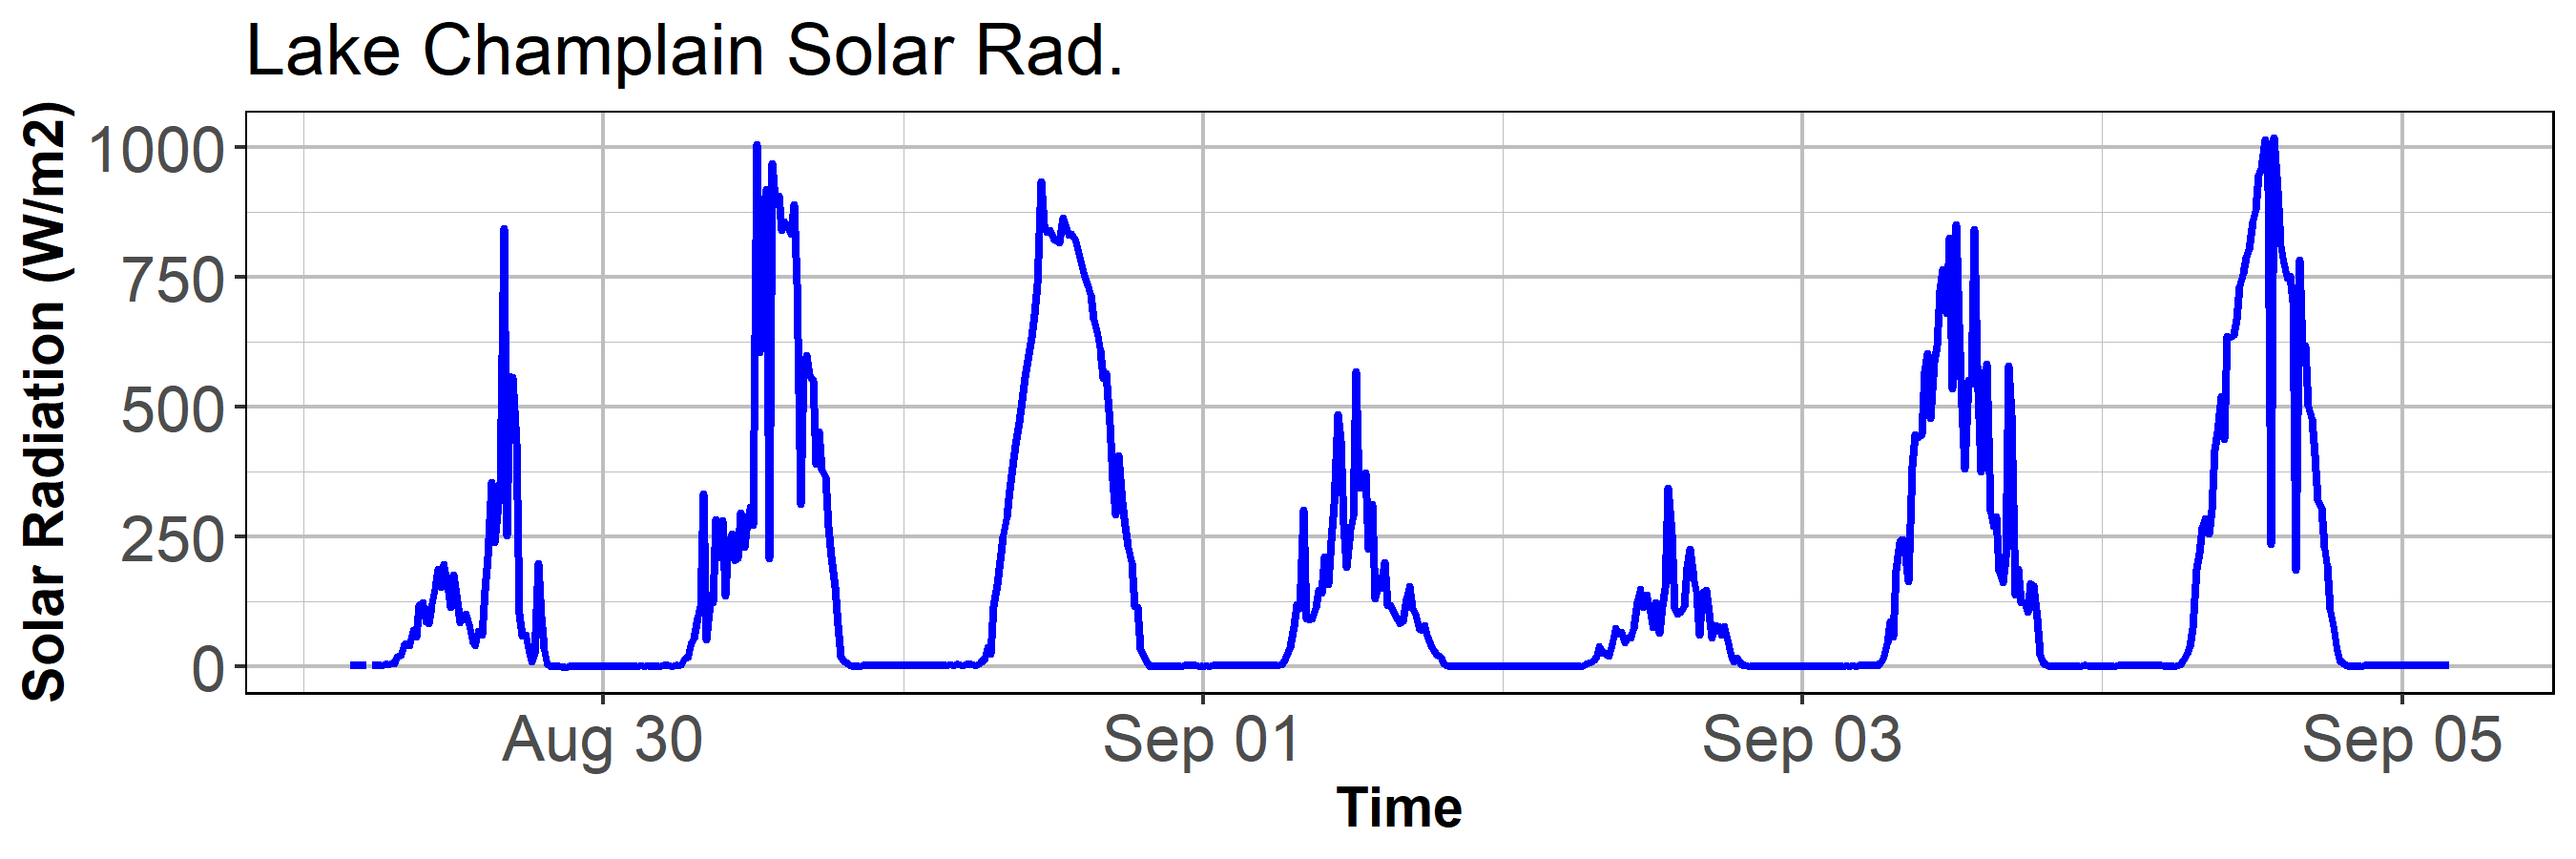 Lake Champlain Solar Rad.
Solar Radiation (W/m2)
1000
750
500
250
0
Aug 30 Sep 01 Sep 03 Sep 05
Time